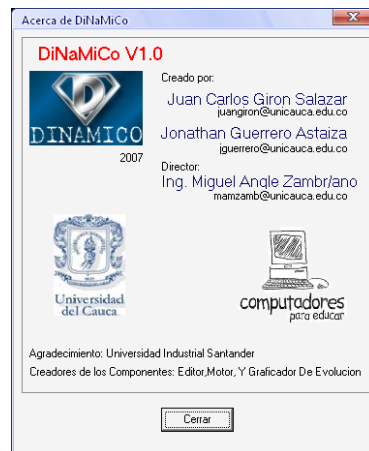 Acerca de DiNaMiCo
DiNaMiCo V1.0
DINAMICO
2007
Creado por:
Juan Carlos Giron Salazar
juangiron@unicauca.edu.co
Jonathan Guerrero Astaiza
jguerrero@unicauca.edu.co
Director:
Ing. Miguel Angle Zambr/ano
mamzamb@unicauca.edu.co
Universidad
del Cauca
computadores
para educar
Agradecimiento: Universidad Industrial Santander
Creadores de los Componentes: Editor,Motor, Y Graficador De Evolucion
Cerrar